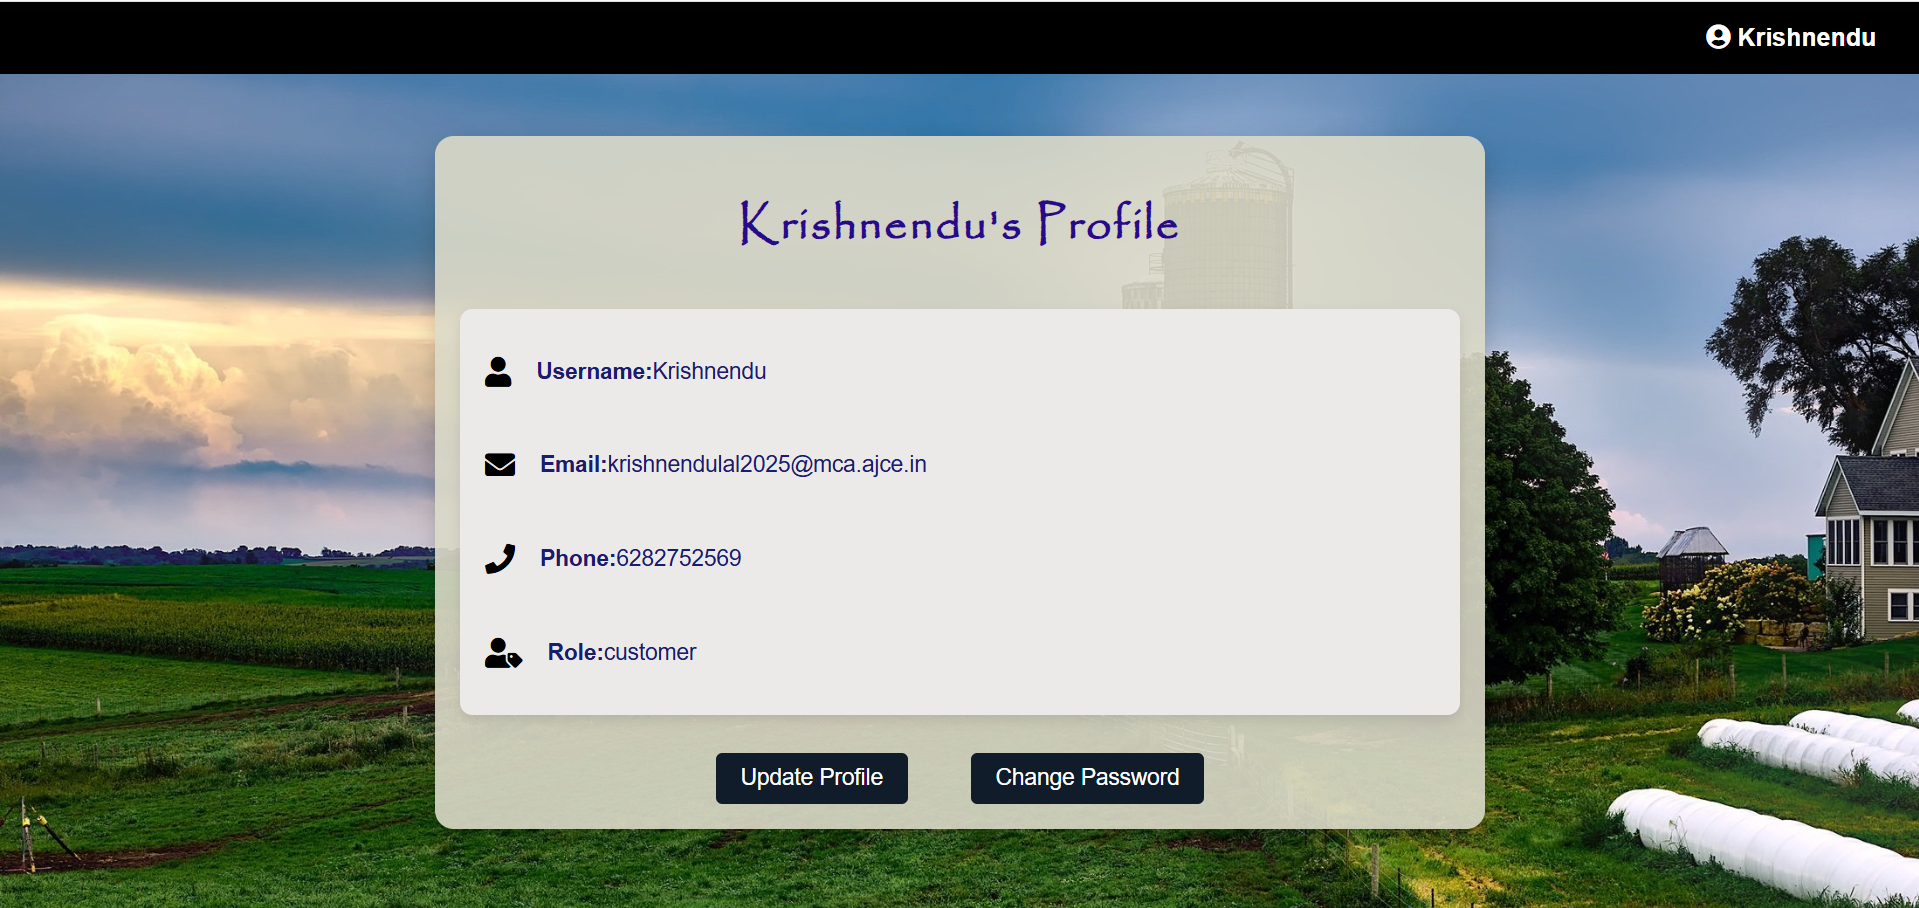 Krishnendu
Krishnendu's Profile
Username:Krishnendu
Email:krishnendulal2025@mca.ajce.in
Phone:6282752569
Role:customer
Update Profile Change Password